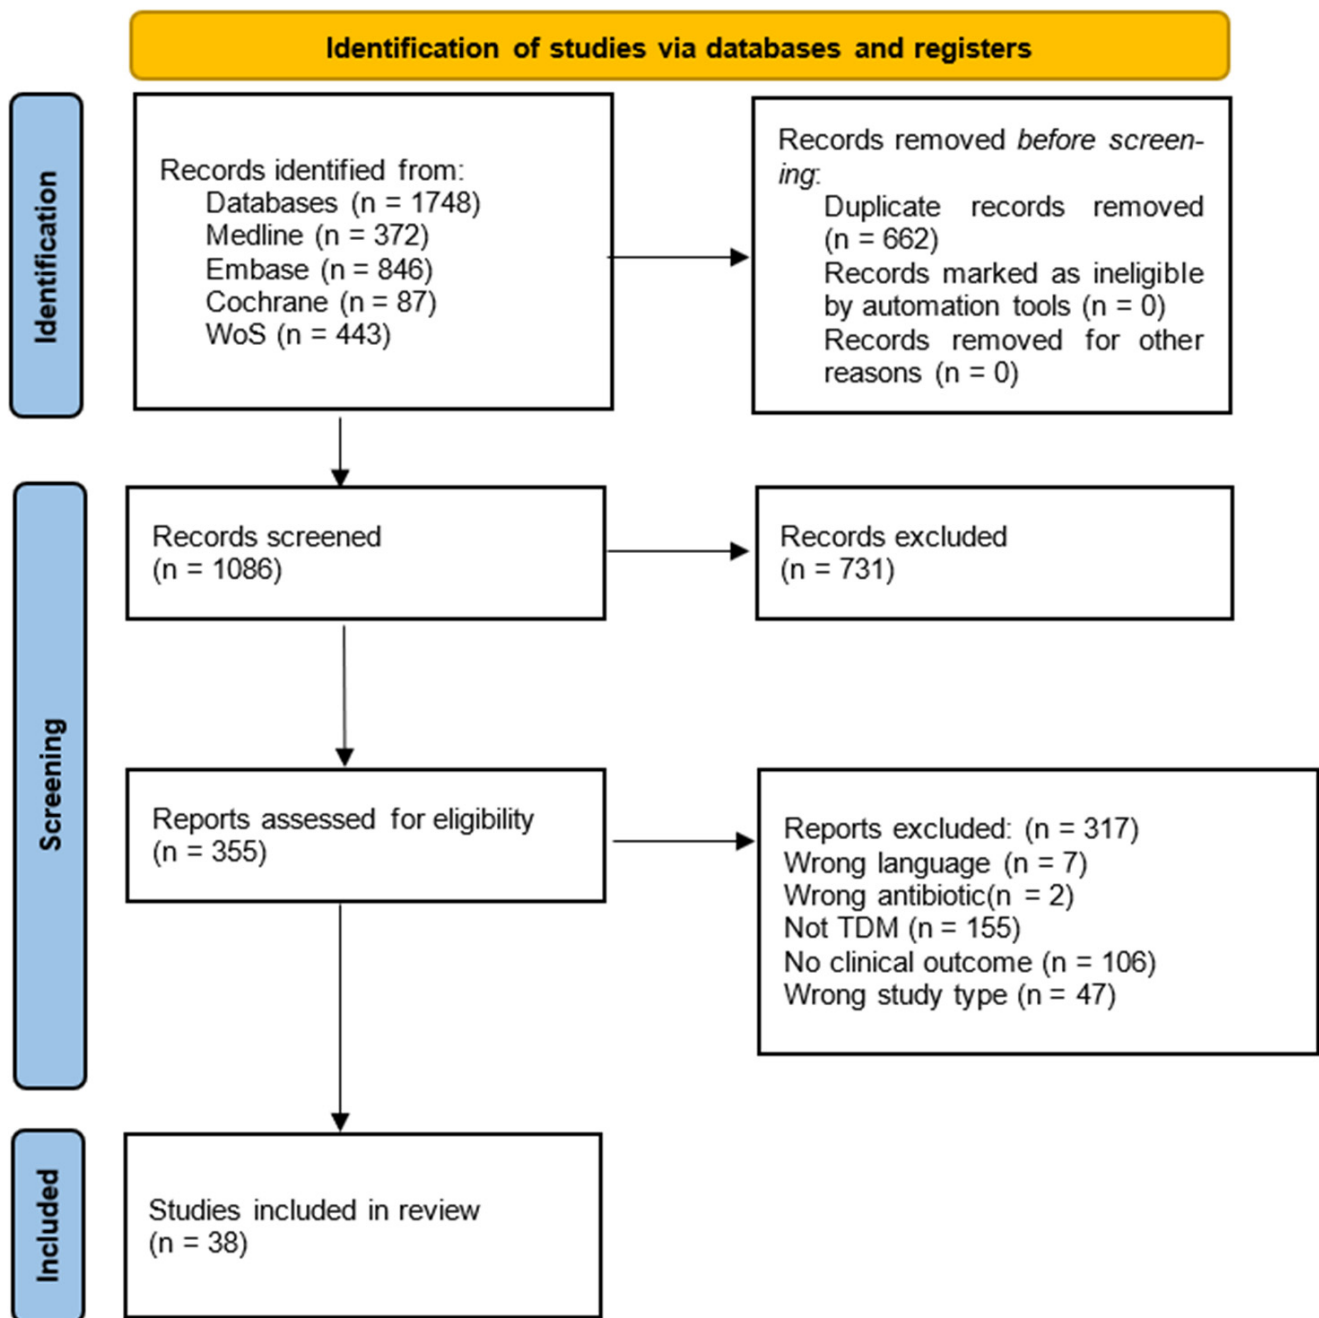 Identification of studies via databases and registers
Identification
Records identified from:
Databases (n = 1748)
Medline (n = 372)
Embase (n = 846)
Cochrane (n = 87)
WoS (n = 443)
Records removed before screen-
ing:
Duplicate records removed
(n = 662)
Records marked as ineligible
by automation tools (n = 0)
Records removed for other
reasons (n = 0)
Screening
Records screened
(n = 1086)
Records excluded
(n = 731)
Reports assessed for eligibility
(n = 355)
Reports excluded: (n = 317)
Wrong language (n = 7)
Wrong antibiotic(n = 2)
Not TDM (n = 155)
No clinical outcome (n = 106)
Wrong study type (n = 47)
Included
Studies included in review
(n = 38)